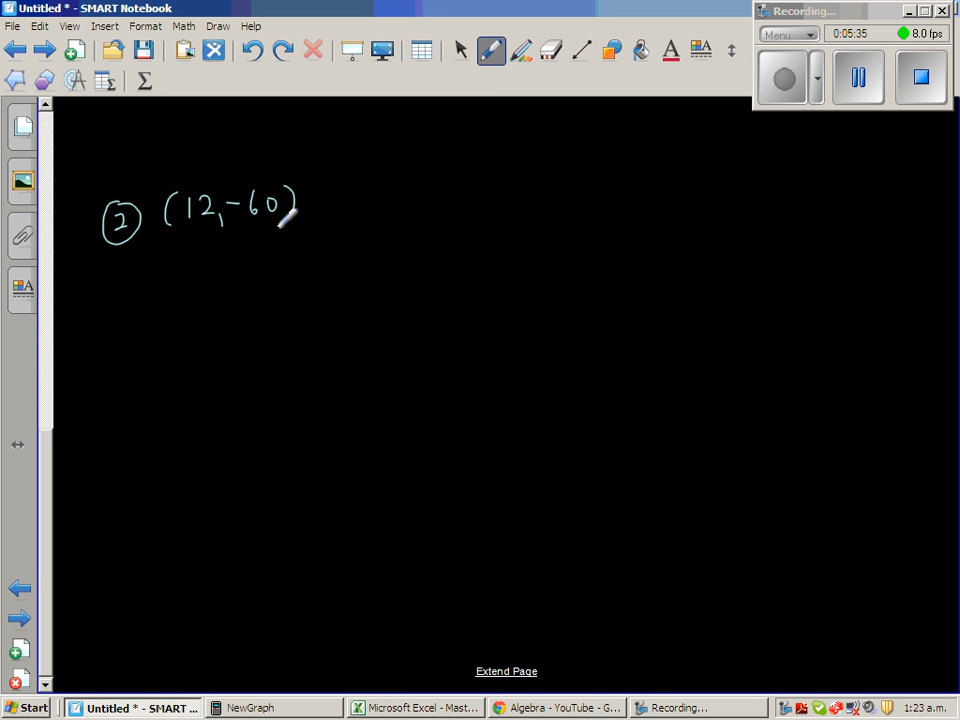 Untitled * - SMART Notebook
File Edit View Insert Format Math Draw Help
Recording...
Menu 0:05:35 8.0 fps
② (12,-60)
Extend Page
Start Untitled * - SMART ... NewGraph Microsoft Excel - Mast... Algebra - YouTube - G... Recording... 1:23 a.m.